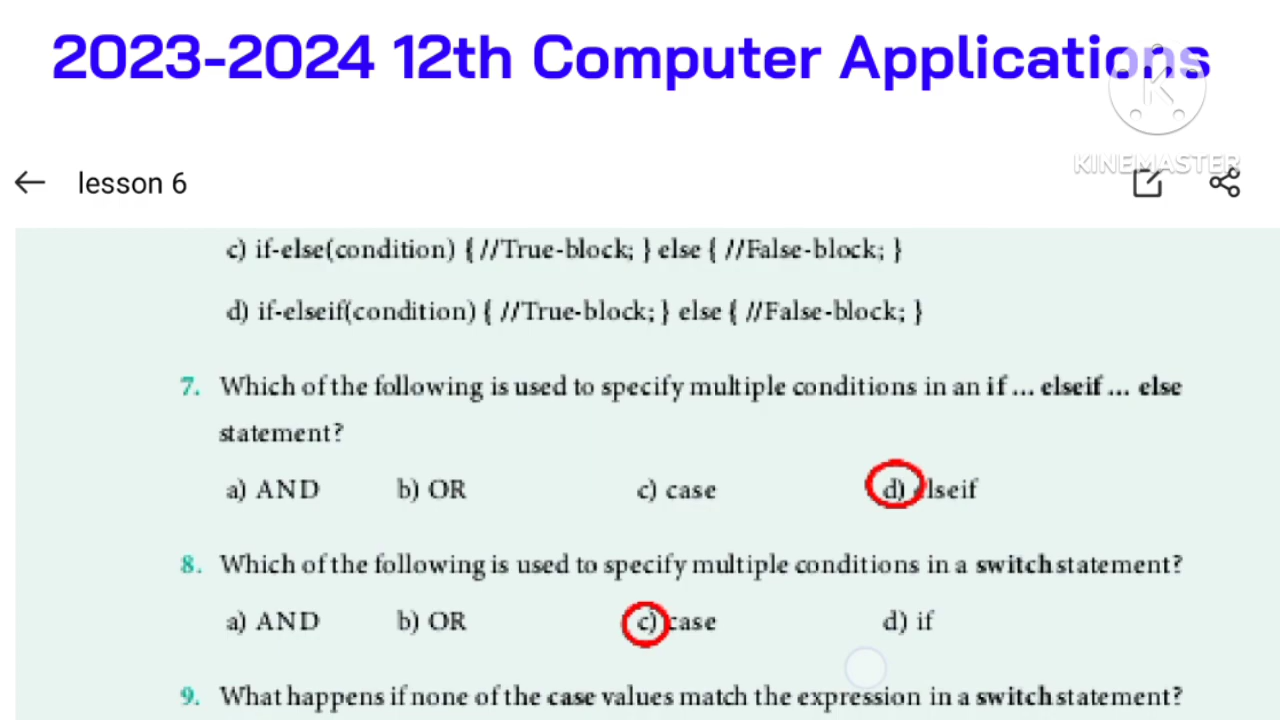 2023-2024 12th Computer Applications
KINEMASTER
lesson 6
c) if-else(condition) { //True-block; } else { //False-block; }
d) if-elseif(condition) { //True-block; } else { //False-block; }
7. Which of the following is used to specify multiple conditions in an if ... elseif ... else
statement?
a) AND b) OR c) case d) elseif
8. Which of the following is used to specify multiple conditions in a switch statement?
a) AND b) OR c) case d) if
9. What happens if none of the case values match the expression in a switch statement?